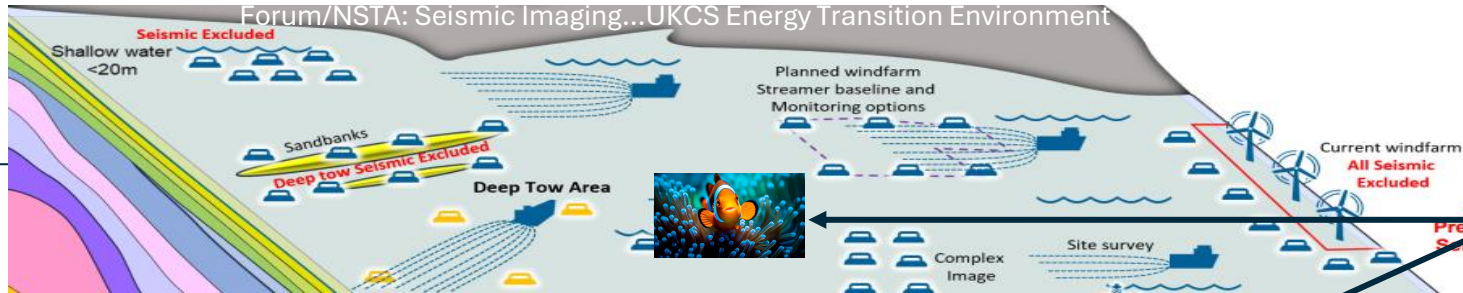 Forum/NSTA: Seismic Imaging...UKCS Energy Transition Environment
Seismic Excluded
Shallow water
<20m
Planned windfarm
Streamer baseline and
Monitoring options
Sandbanks
Deep tow Seismic Excluded
Deep Tow Area
Current windfarm
All Seismic
Excluded
Complex
Image
Site survey